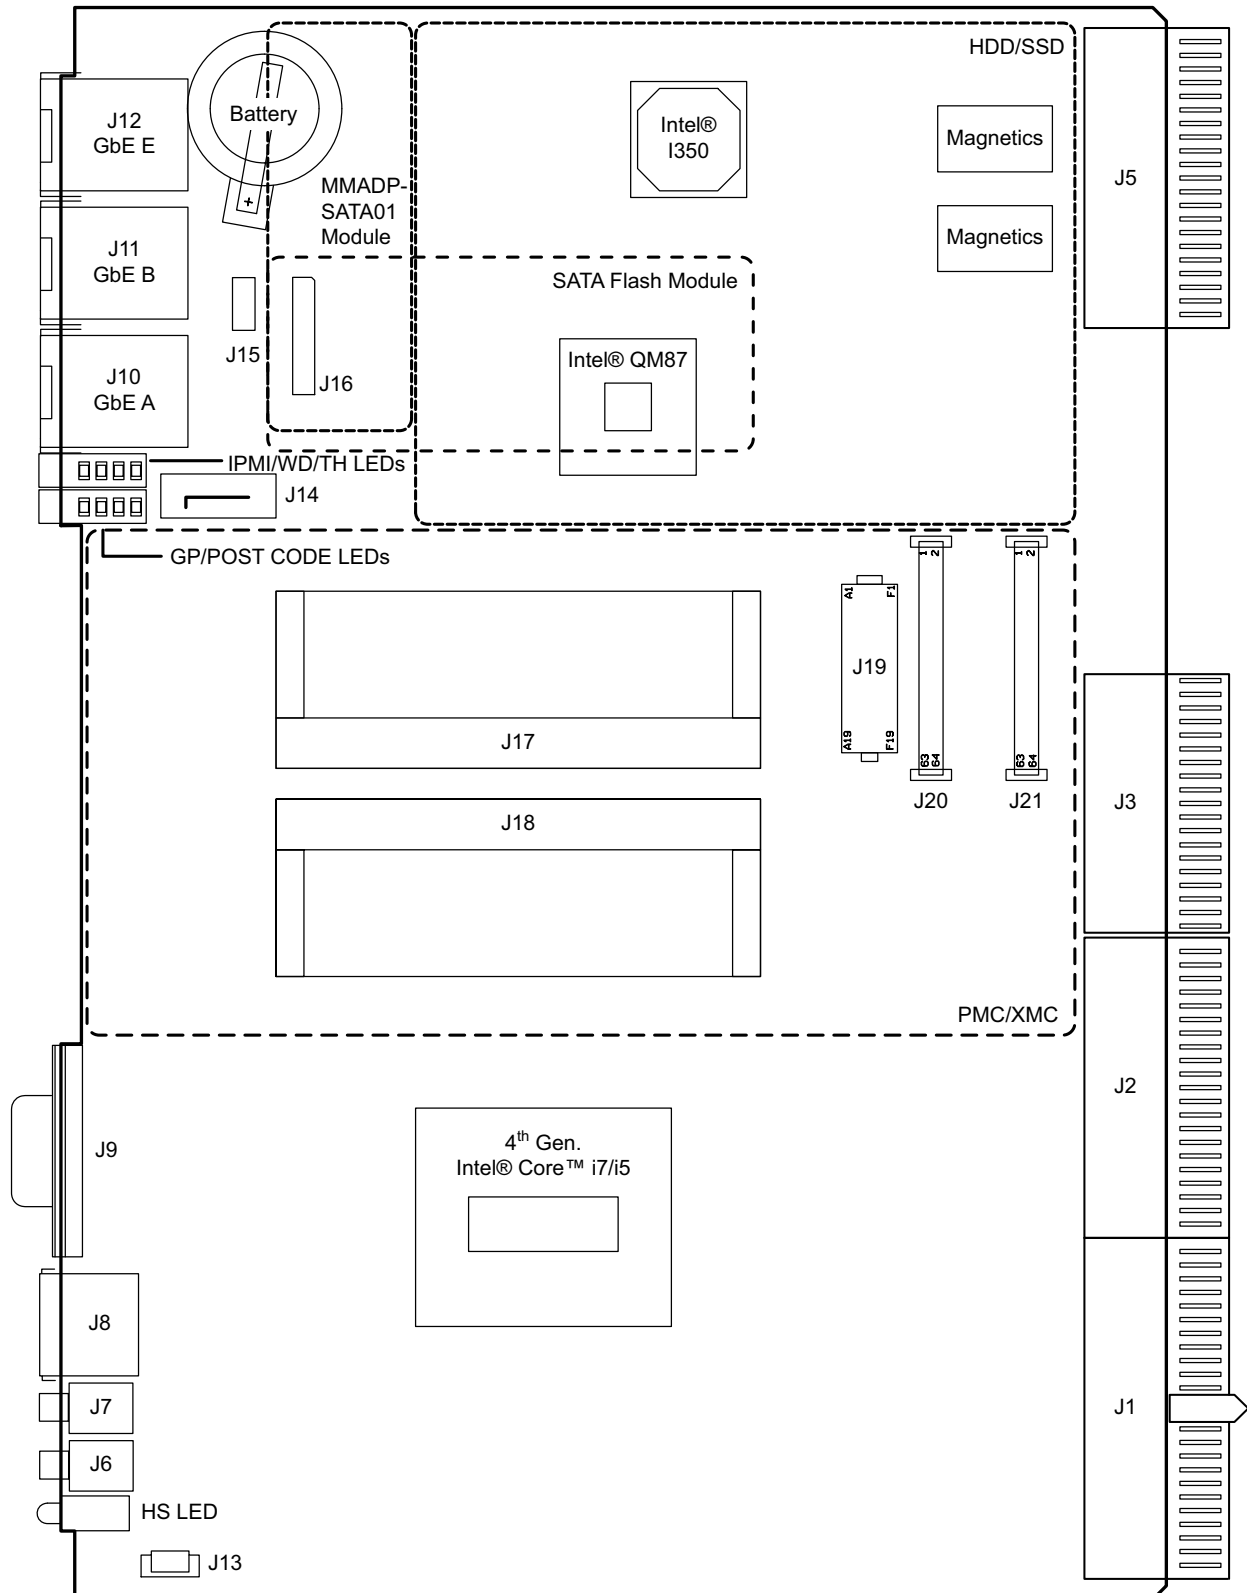 HDD/SSD
J12
GbE E
Battery
Intel®
I350
Magnetics
J5
MMADP-
SATA01
Module
+
J11
GbE B
Magnetics
SATA Flash Module
J15
J16
Intel® QM87
J10
GbE A
IPMI/WD/TH LEDs
J14
GP/POST CODE LEDs
1
2
1
2
A1
F1
J19
A19
F19
63
64
63
64
J17
J20
J21
J3
J18
PMC/XMC
J2
J9
4th Gen.
Intel® Core™ i7/i5
J8
J7
J1
J6
HS LED
J13